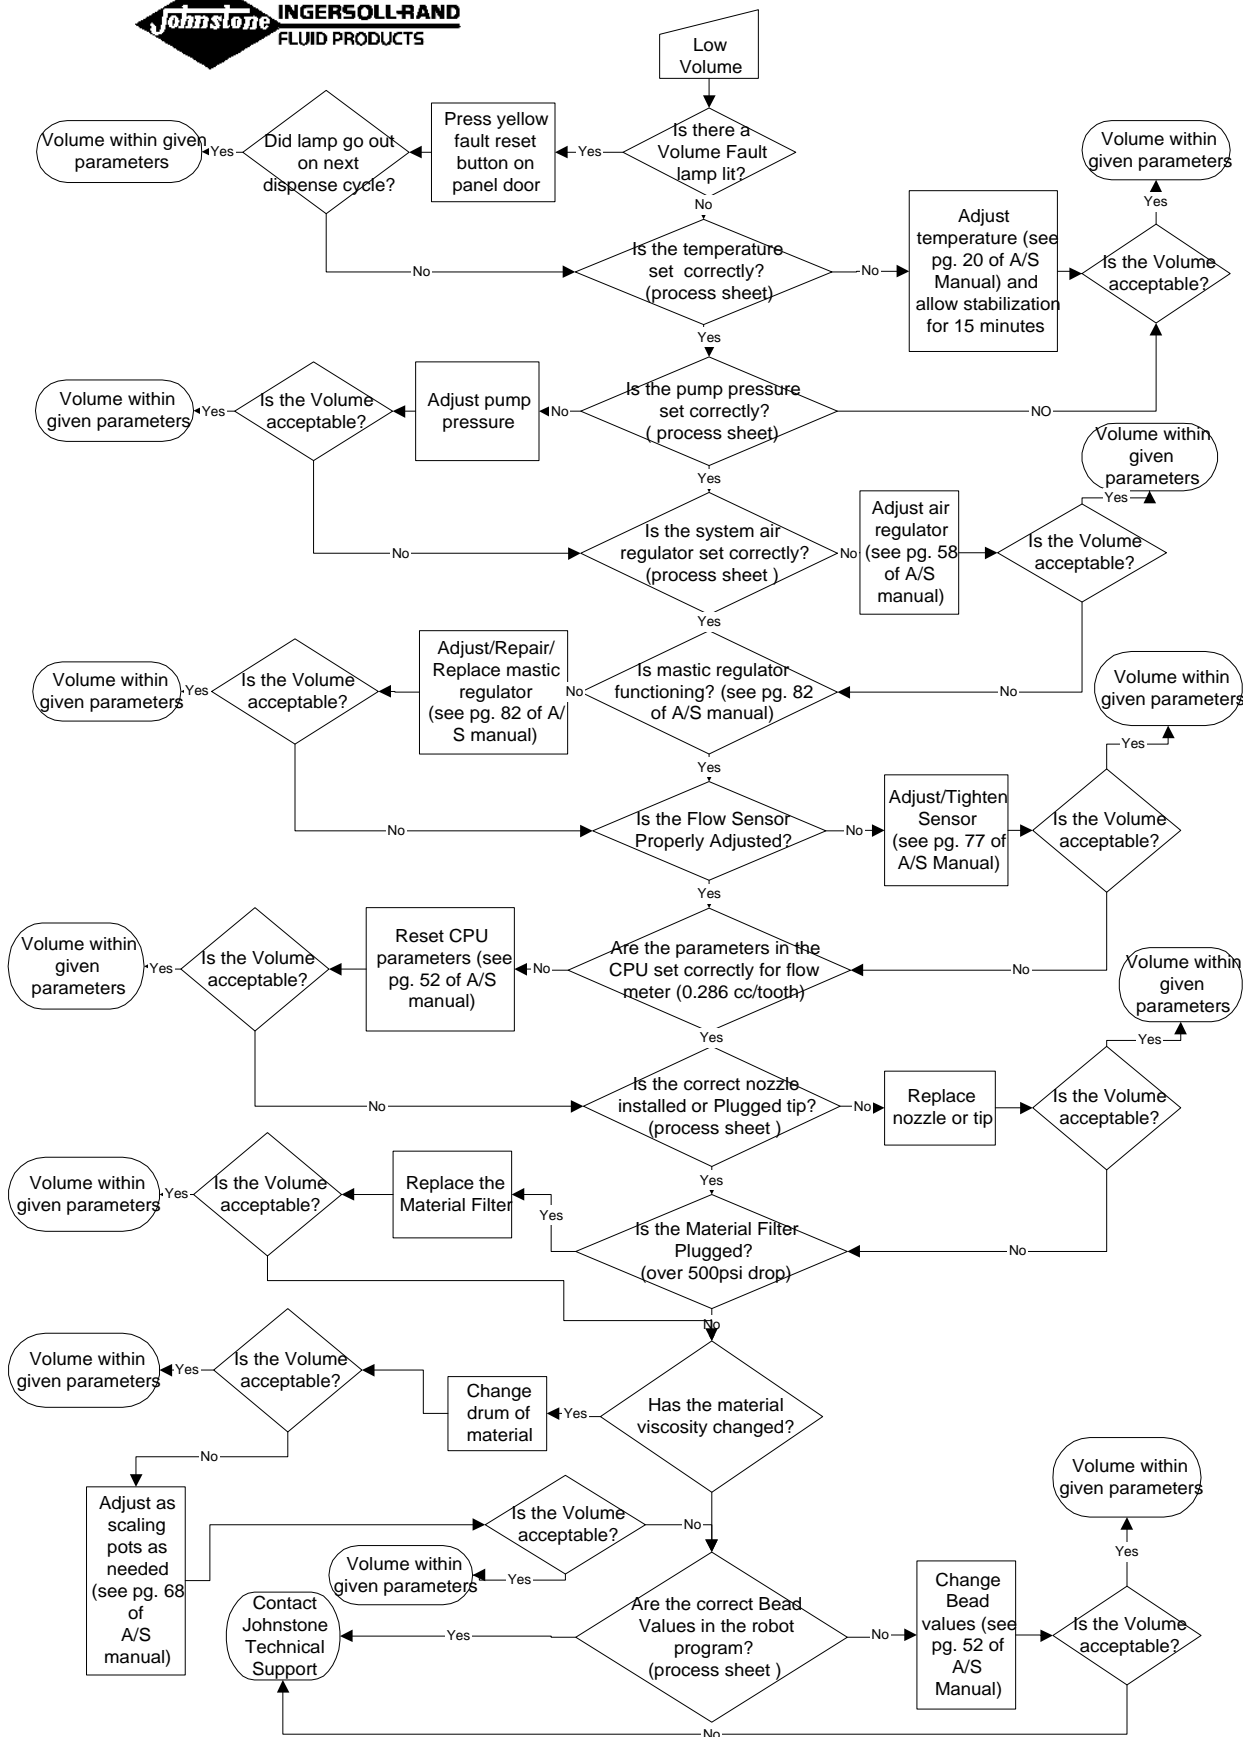 Johnstone
INGERSOLL-RAND
FLUID PRODUCTS
Low
Volume
Is there a
Volume Fault
lamp lit?
Yes
Press yellow
fault reset
button on
panel door
Did lamp go out
on next
dispense cycle?
Yes
Volume within given
parameters
No
No
Is the temperature
set correctly?
(process sheet)
No
Adjust
temperature (see
pg. 20 of A/S
Manual) and
allow stabilization
for 15 minutes
Is the Volume
acceptable?
Yes
Volume within
given parameters
Yes
Is the pump pressure
set correctly?
( process sheet)
NO
No
Adjust pump
pressure
Is the Volume
acceptable?
Yes
Volume within
given parameters
No
Yes
Is the system air
regulator set correctly?
(process sheet )
No
Adjust air
regulator
(see pg. 58
of A/S
manual)
Is the Volume
acceptable?
Yes
Volume within
given
parameters
No
Yes
Is mastic regulator
functioning? (see pg. 82
of A/S manual)
No
Adjust/Repair/
Replace mastic
regulator
(see pg. 82 of A/
S manual)
Is the Volume
acceptable?
Yes
Volume within
given parameters
No
Yes
Is the Flow Sensor
Properly Adjusted?
No
Adjust/Tighten
Sensor
(see pg. 77 of
A/S Manual)
Is the Volume
acceptable?
Yes
Volume within
given parameters
No
Yes
Are the parameters in the
CPU set correctly for flow
meter (0.286 cc/tooth)
No
Reset CPU
parameters (see
pg. 52 of A/S
manual)
Is the Volume
acceptable?
Yes
Volume within
given
parameters
No
Yes
Is the correct nozzle
installed or Plugged tip?
(process sheet )
No
Replace
nozzle or tip
Is the Volume
acceptable?
Yes
Volume within
given
parameters
No
Yes
Is the Material Filter
Plugged?
(over 500psi drop)
Yes
Replace the
Material Filter
Is the Volume
acceptable?
Yes
Volume within
given parameters
No
Has the material
viscosity changed?
Yes
Change
drum of
material
Is the Volume
acceptable?
Yes
Volume within
given parameters
No
Adjust as
scaling
pots as
needed
(see pg. 68
of
A/S
manual)
Is the Volume
acceptable?
No
Yes
Volume within
given parameters
Are the correct Bead
Values in the robot
program?
(process sheet )
Yes
Contact
Johnstone
Technical
Support
No
Change
Bead
values (see
pg. 52 of
A/S
Manual)
Is the Volume
acceptable?
Yes
Volume within
given parameters
No